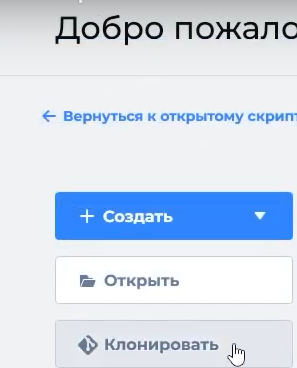 Добро пожало
← Вернуться к открытому скрипт
+ Создать
Открыть
Клонировать